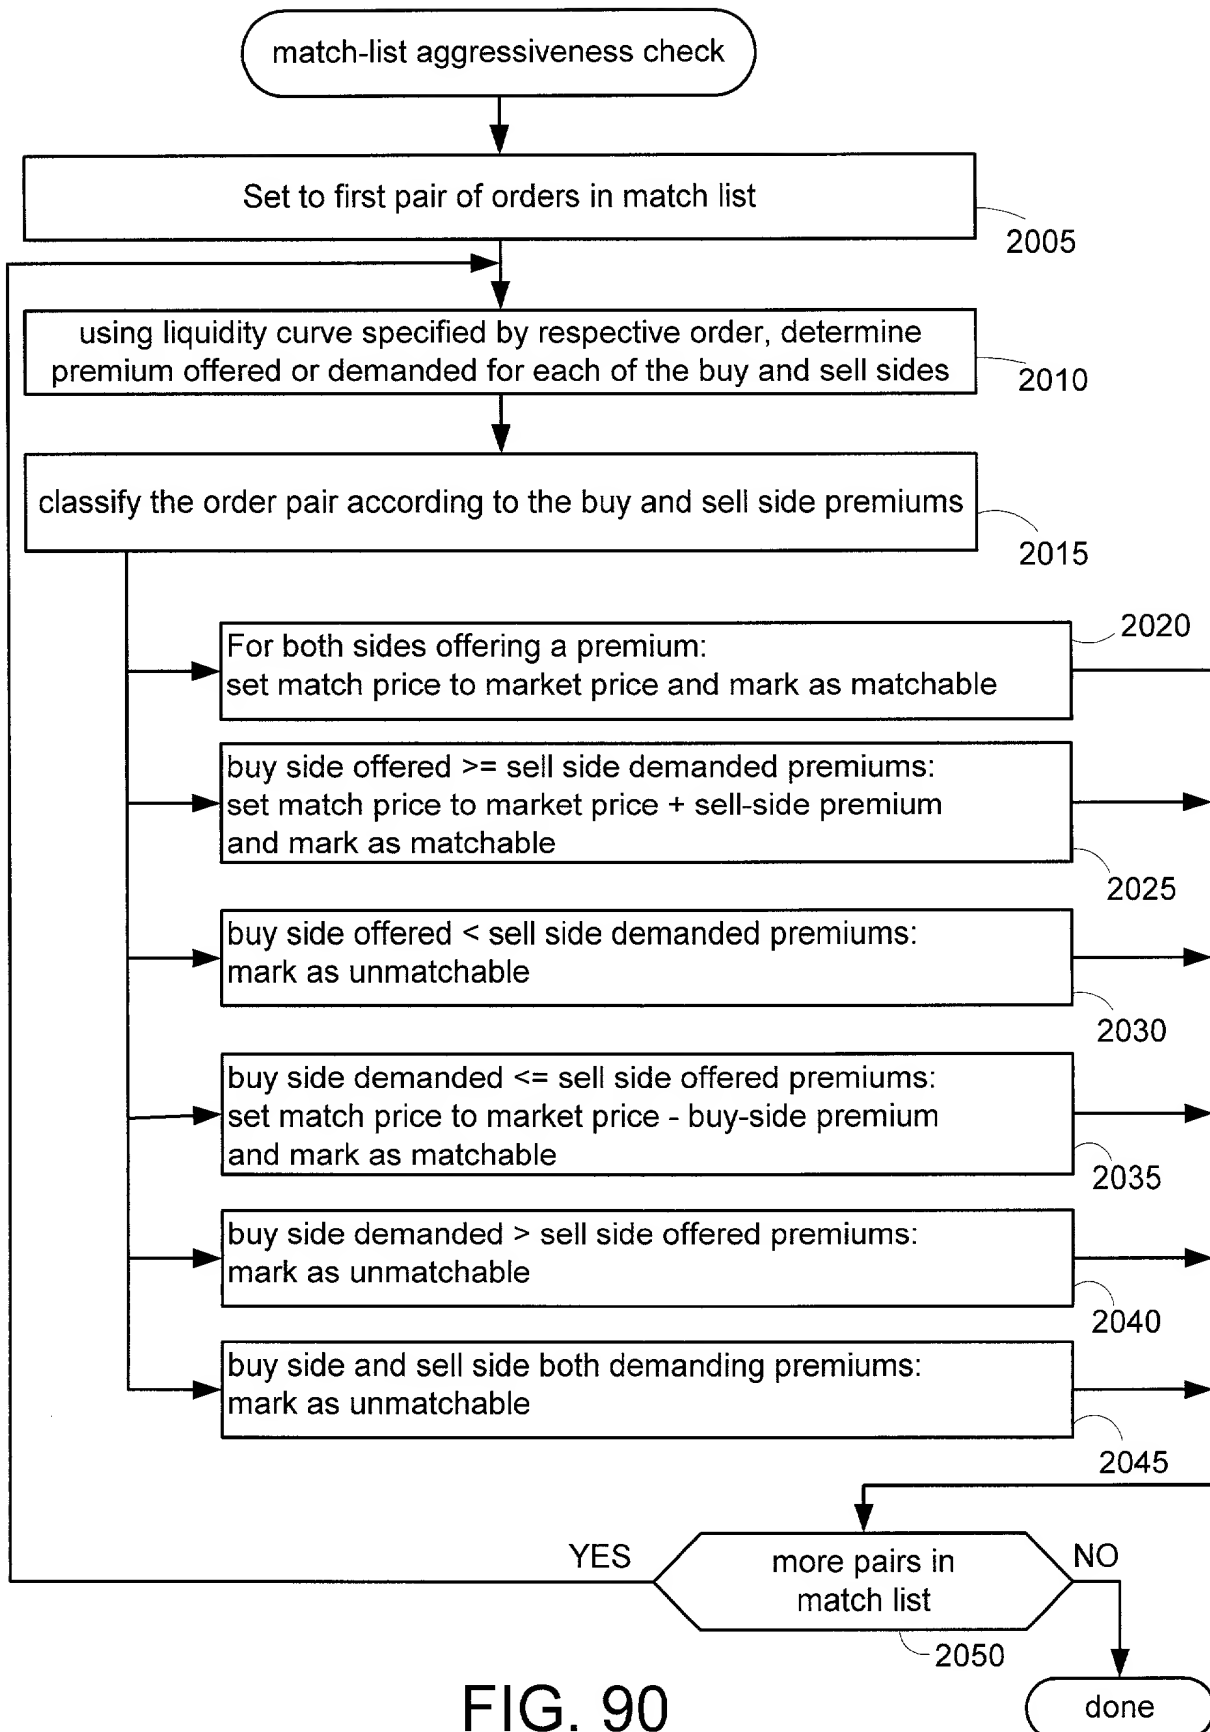 match-list aggressiveness check
Set to first pair of orders in match list
2005
using liquidity curve specified by respective order, determine
premium offered or demanded for each of the buy and sell sides
2010
classify the order pair according to the buy and sell side premiums
2015
2020
For both sides offering a premium:
set match price to market price and mark as matchable
buy side offered >= sell side demanded premiums:
set match price to market price + sell-side premium
and mark as matchable
2025
buy side offered < sell side demanded premiums:
mark as unmatchable
2030
buy side demanded <= sell side offered premiums:
set match price to market price - buy-side premium
and mark as matchable
2035
buy side demanded > sell side offered premiums:
mark as unmatchable
2040
buy side and sell side both demanding premiums:
mark as unmatchable
2045
YES
more pairs in
match list
NO
2050
done
FIG. 90